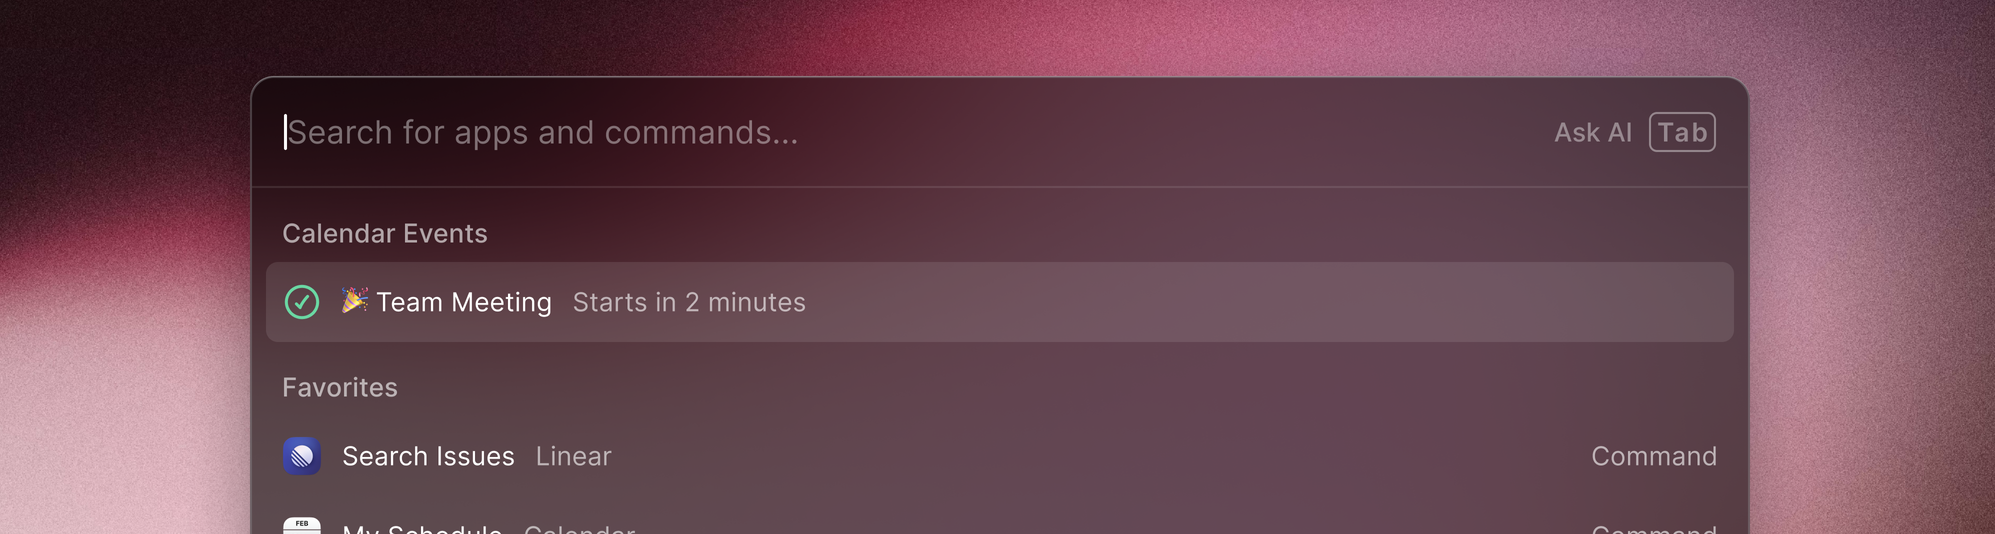 Search for apps and commands... Ask AI Tab
Calendar Events
🎉 Team Meeting Starts in 2 minutes
Favorites
Search Issues Linear Command
FEB
My Schedule Calendar Command